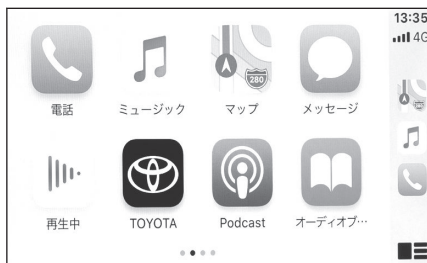 13:35
4G
電話
ミュージック
マップ
メッセージ
280
再生中
TOYOTA
Podcast
オーディオブ…